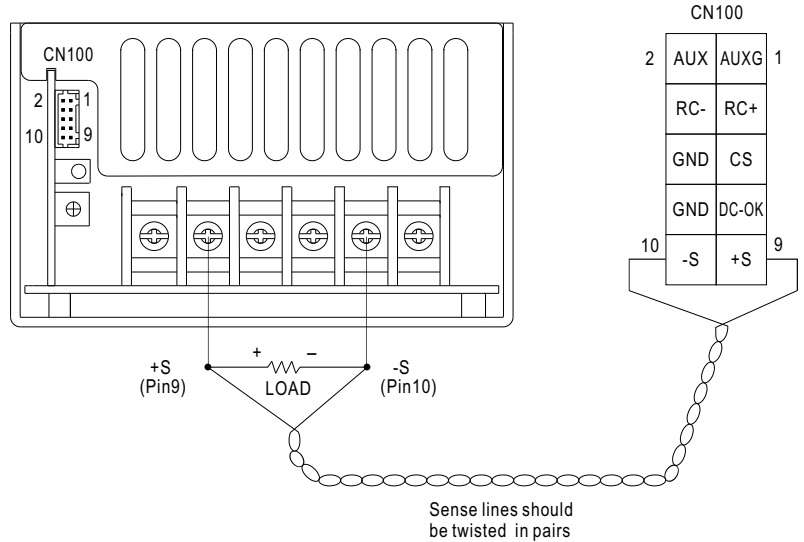 CN100
2 1
10 9
+S
(Pin9)
+ –
LOAD
-S
(Pin10)
CN100
2 AUX AUXG 1
RC- RC+
GND CS
GND DC-OK
10 -S +S 9
Sense lines should
be twisted in pairs